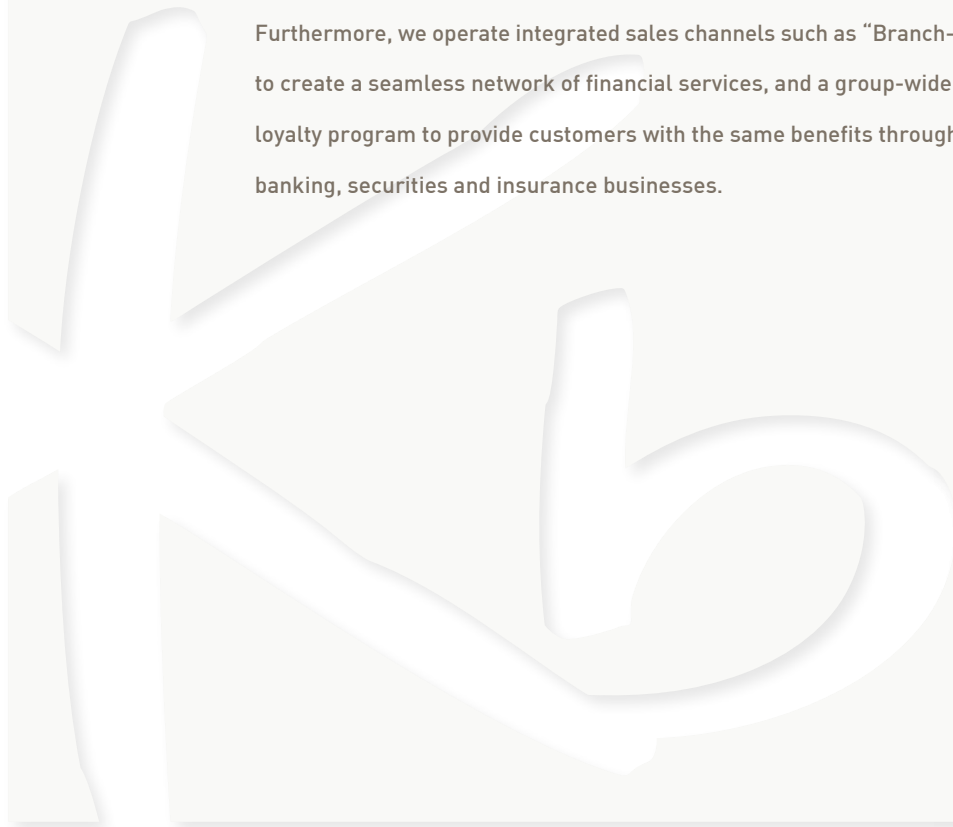 Furthermore, we operate integrated sales channels such as “Branch-
to create a seamless network of financial services, and a group-wide
loyalty program to provide customers with the same benefits through
banking, securities and insurance businesses.
Kb